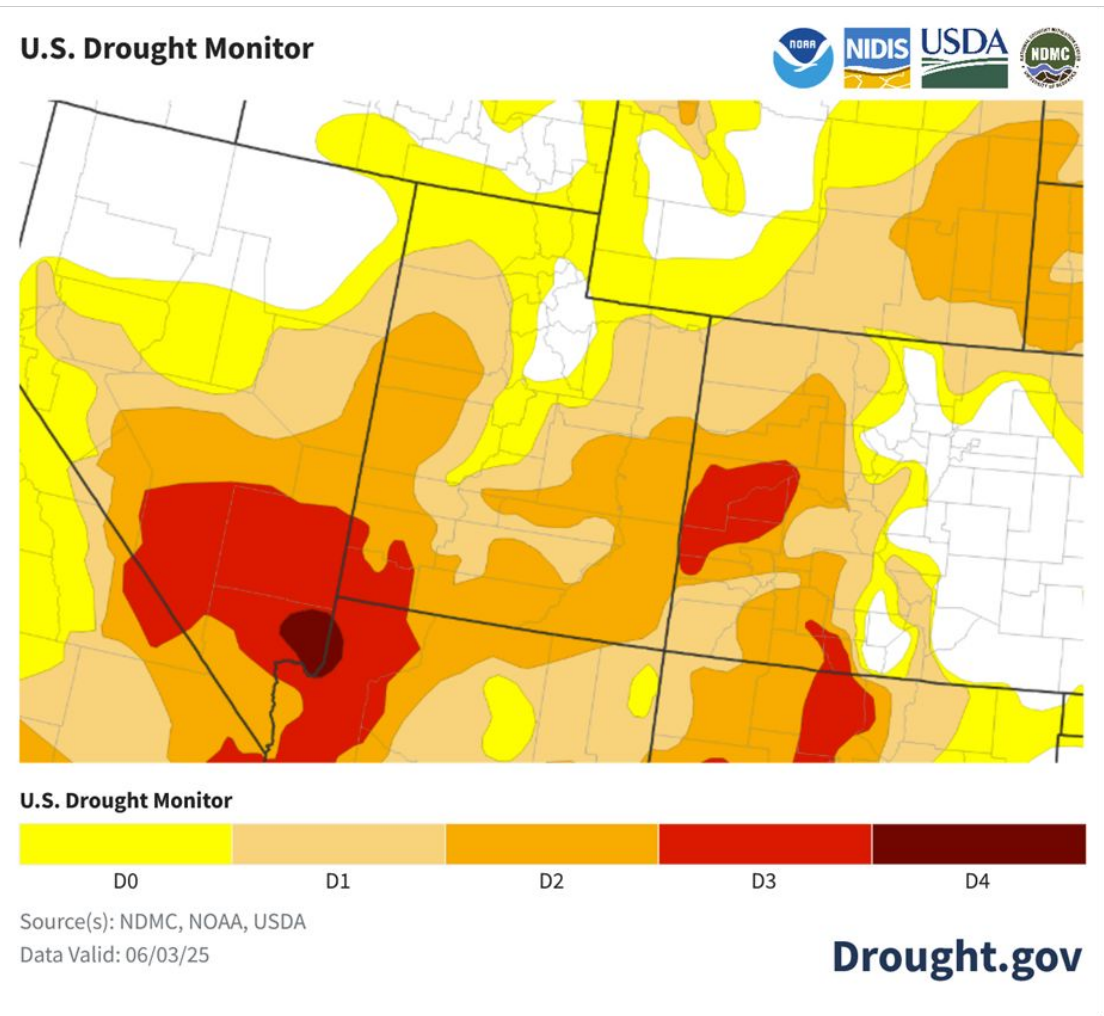 U.S. Drought Monitor
NOAA
NIDIS
USDA
NDMC
U.S. Drought Monitor
D0
D1
D2
D3
D4
Source(s): NDMC, NOAA, USDA
Data Valid: 06/03/25
Drought.gov